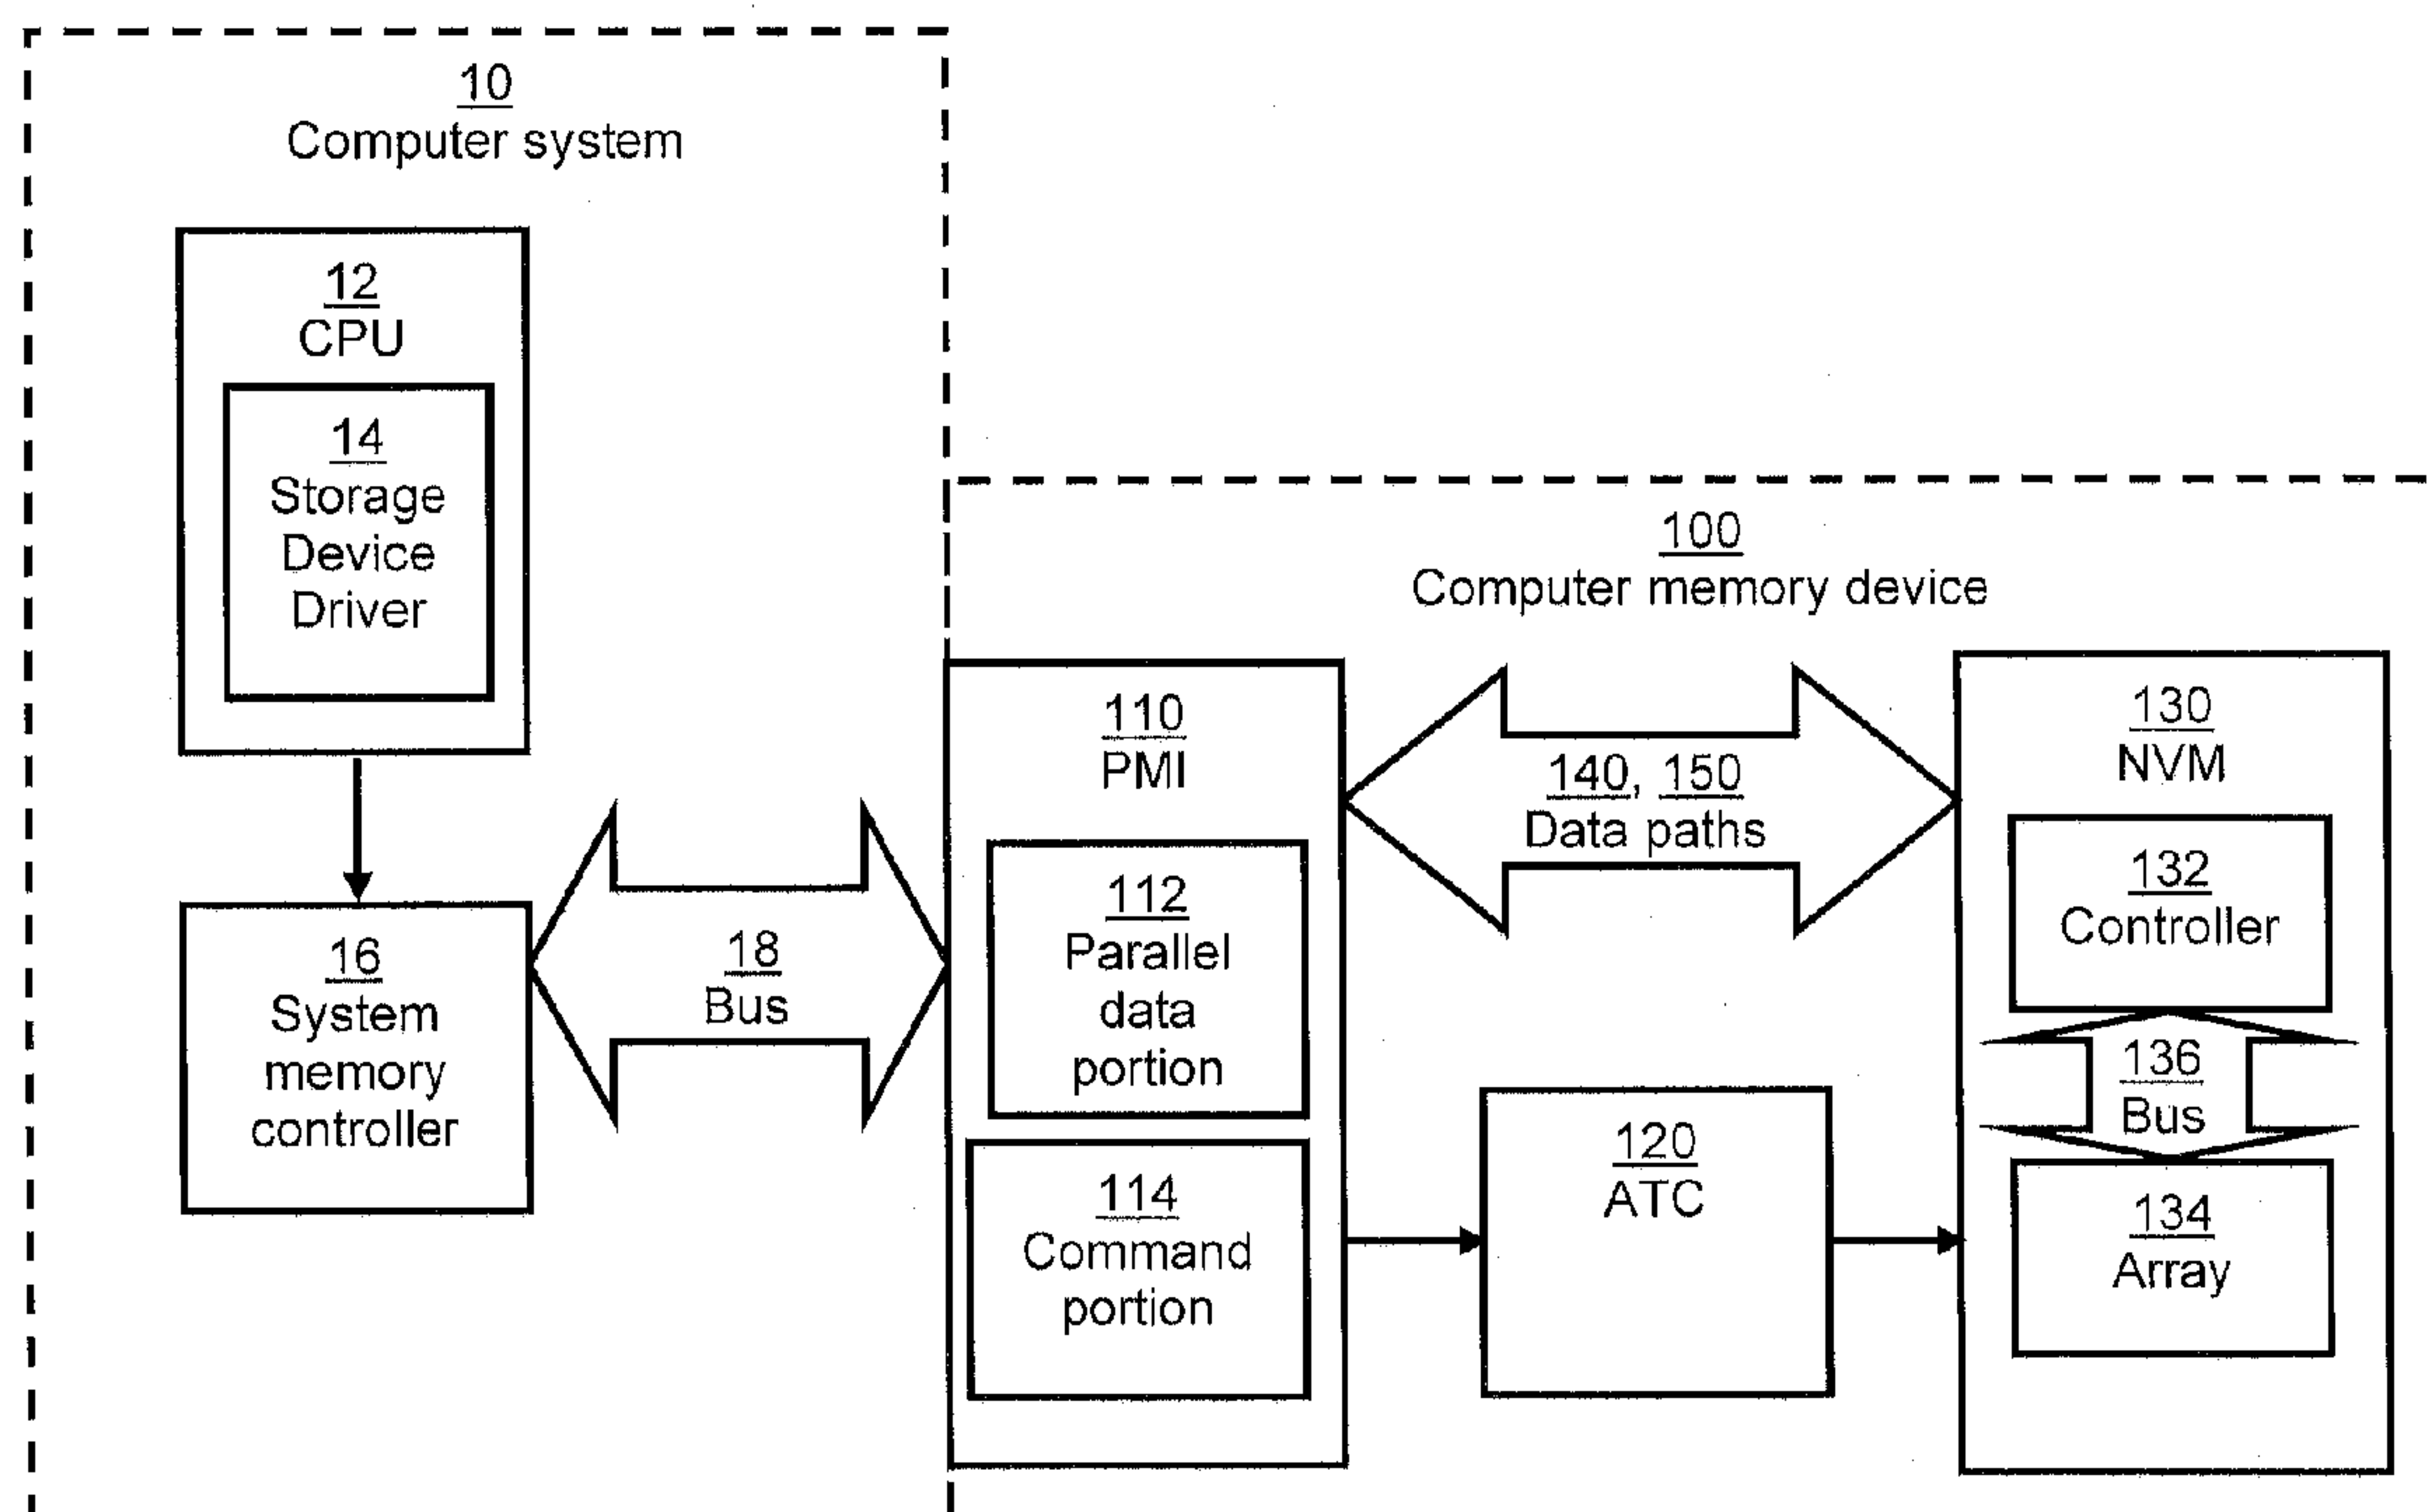 10
Computer system
12
CPU
14
Storage
Device
Driver
16
System
memory
controller
18
Bus
100
Computer memory device
110
PMI
112
Parallel
data
portion
114
Command
portion
140, 150
Data paths
120
ATC
130
NVM
132
Controller
136
Bus
134
Array